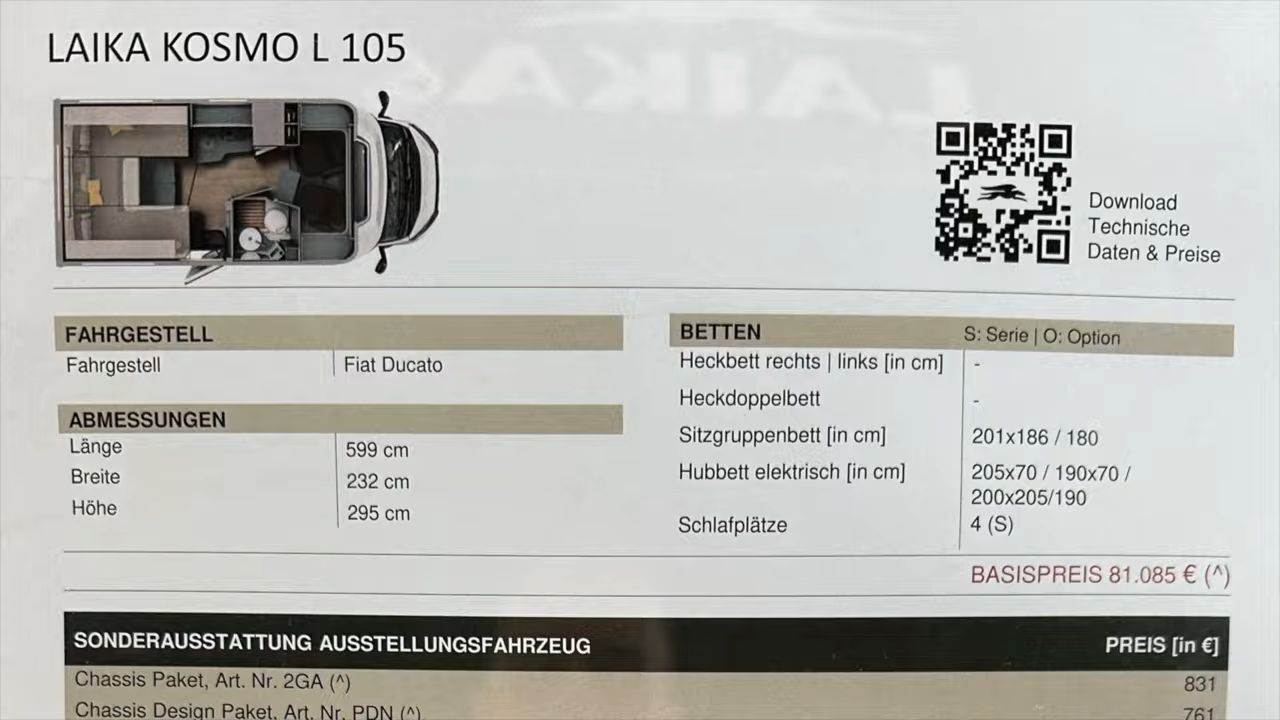 LAIKA KOSMO L 105
LAIKA
Download
Technische
Daten & Preise
FAHRGESTELL
Fahrgestell Fiat Ducato
ABMESSUNGEN
Länge 599 cm
Breite 232 cm
Höhe 295 cm
BETTEN S: Serie | O: Option
Heckbett rechts | links [in cm] -
Heckdoppelbett -
Sitzgruppenbett [in cm] 201x186 / 180
Hubbett elektrisch [in cm] 205x70 / 190x70 /
200x205/190
Schlafplätze 4 (S)
BASISPREIS 81.085 € (^)
SONDERAUSSTATTUNG AUSSTELLUNGSFAHRZEUG PREIS [in €]
Chassis Paket, Art. Nr. 2GA (^) 831
Chassis Design Paket, Art. Nr. PDN (^) 761